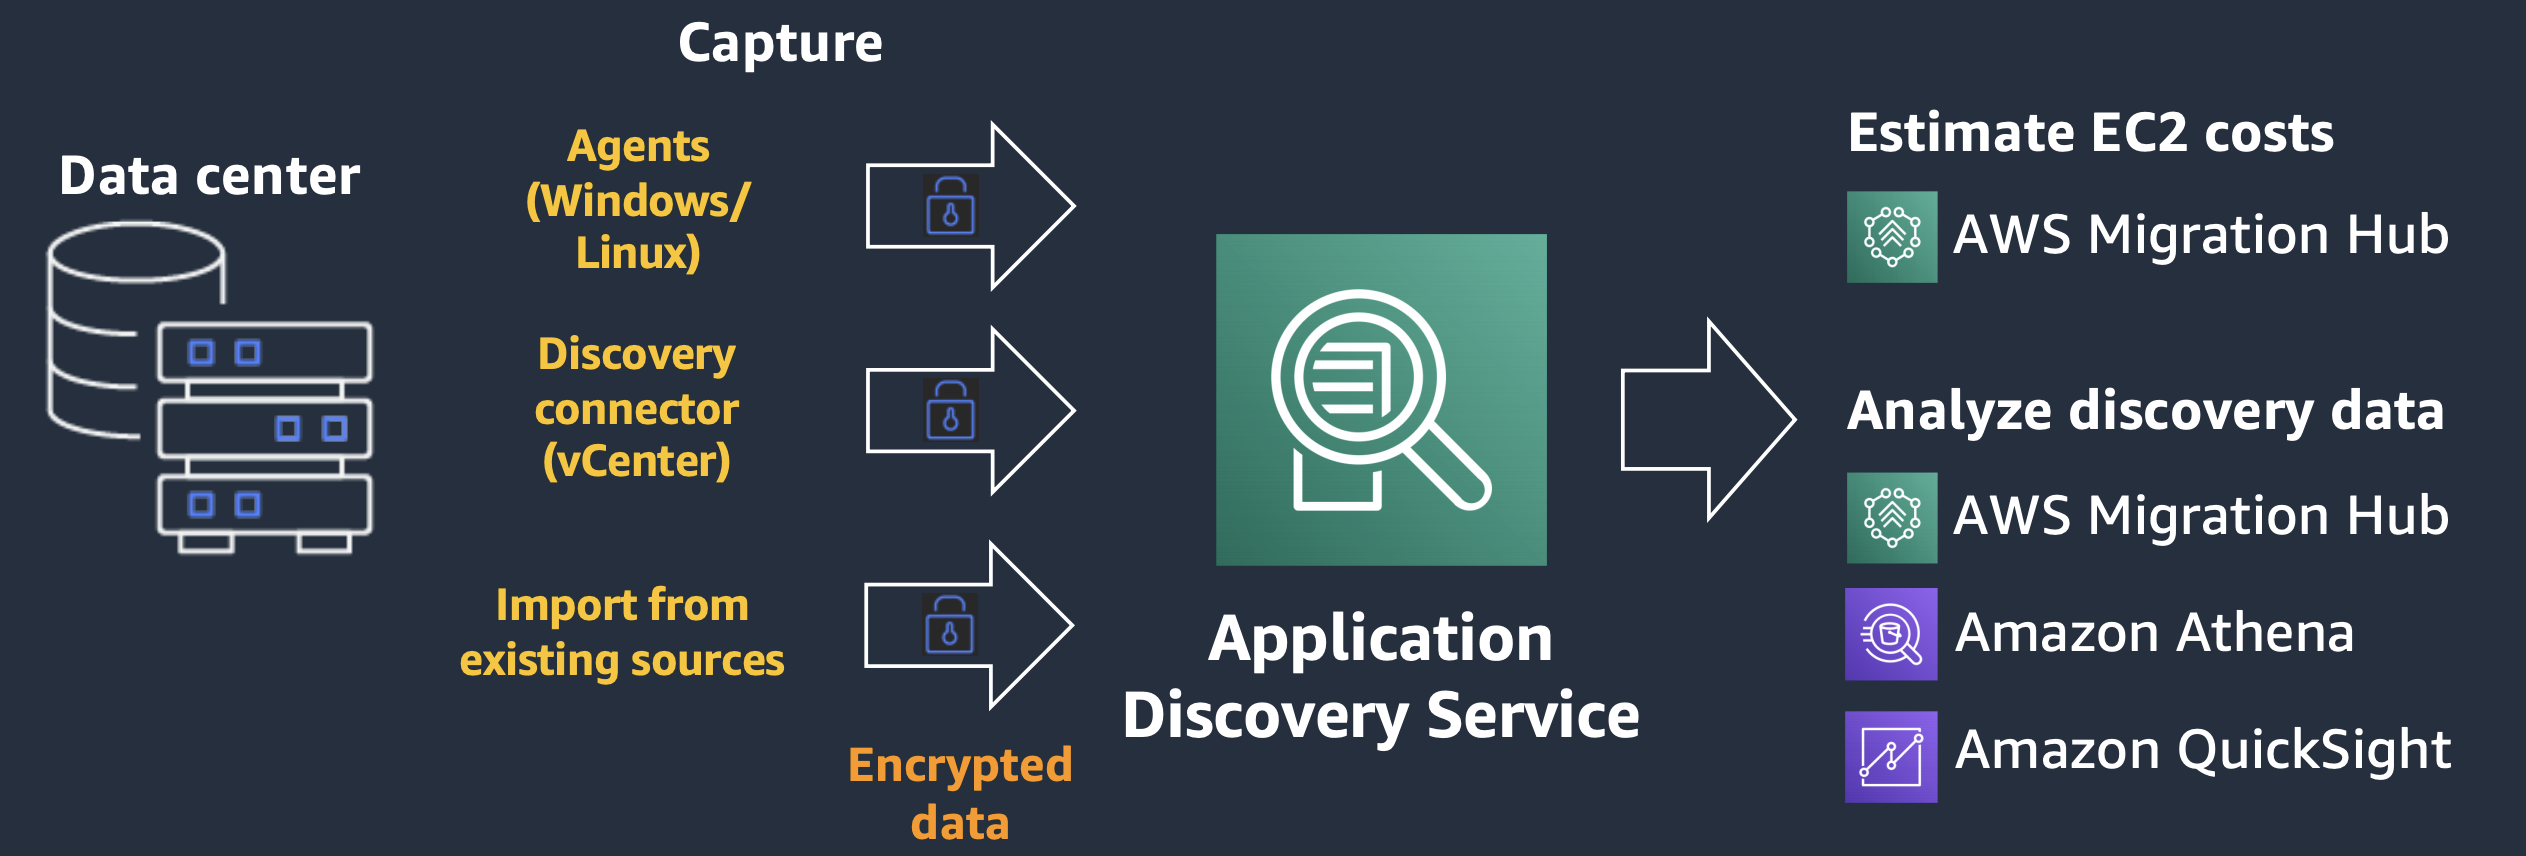 Capture
Data center
Agents
(Windows/
Linux)
Discovery
connector
(vCenter)
Import from
existing sources
Encrypted
data
Application
Discovery Service
Estimate EC2 costs
AWS Migration Hub
Analyze discovery data
AWS Migration Hub
Amazon Athena
Amazon QuickSight